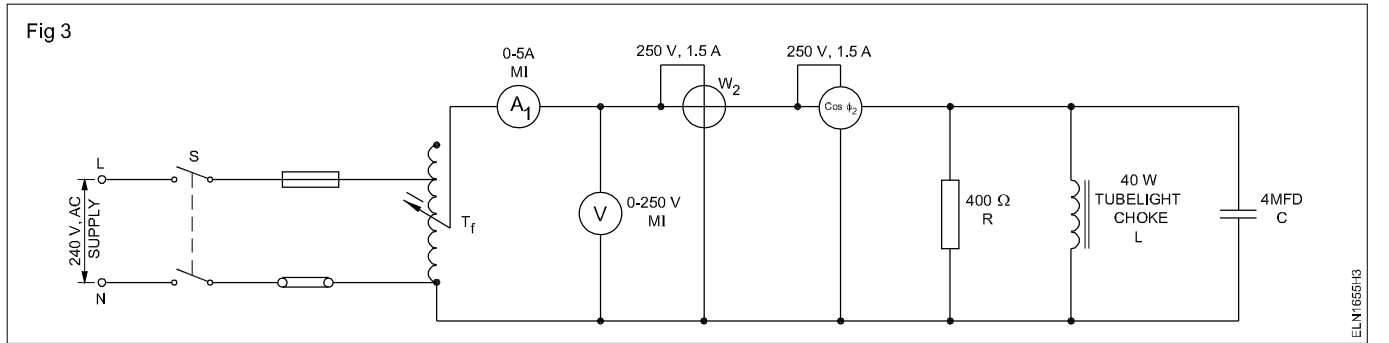 Fig 3
0-5A
MI
A1
250 V, 1.5 A
W2
250 V, 1.5 A
Cos ϕ2
L
S
240 V, AC
SUPPLY
N
Tf
V
0-250 V
MI
400 Ω
R
40 W
TUBELIGHT
CHOKE
L
4MFD
C
ELN1655H3